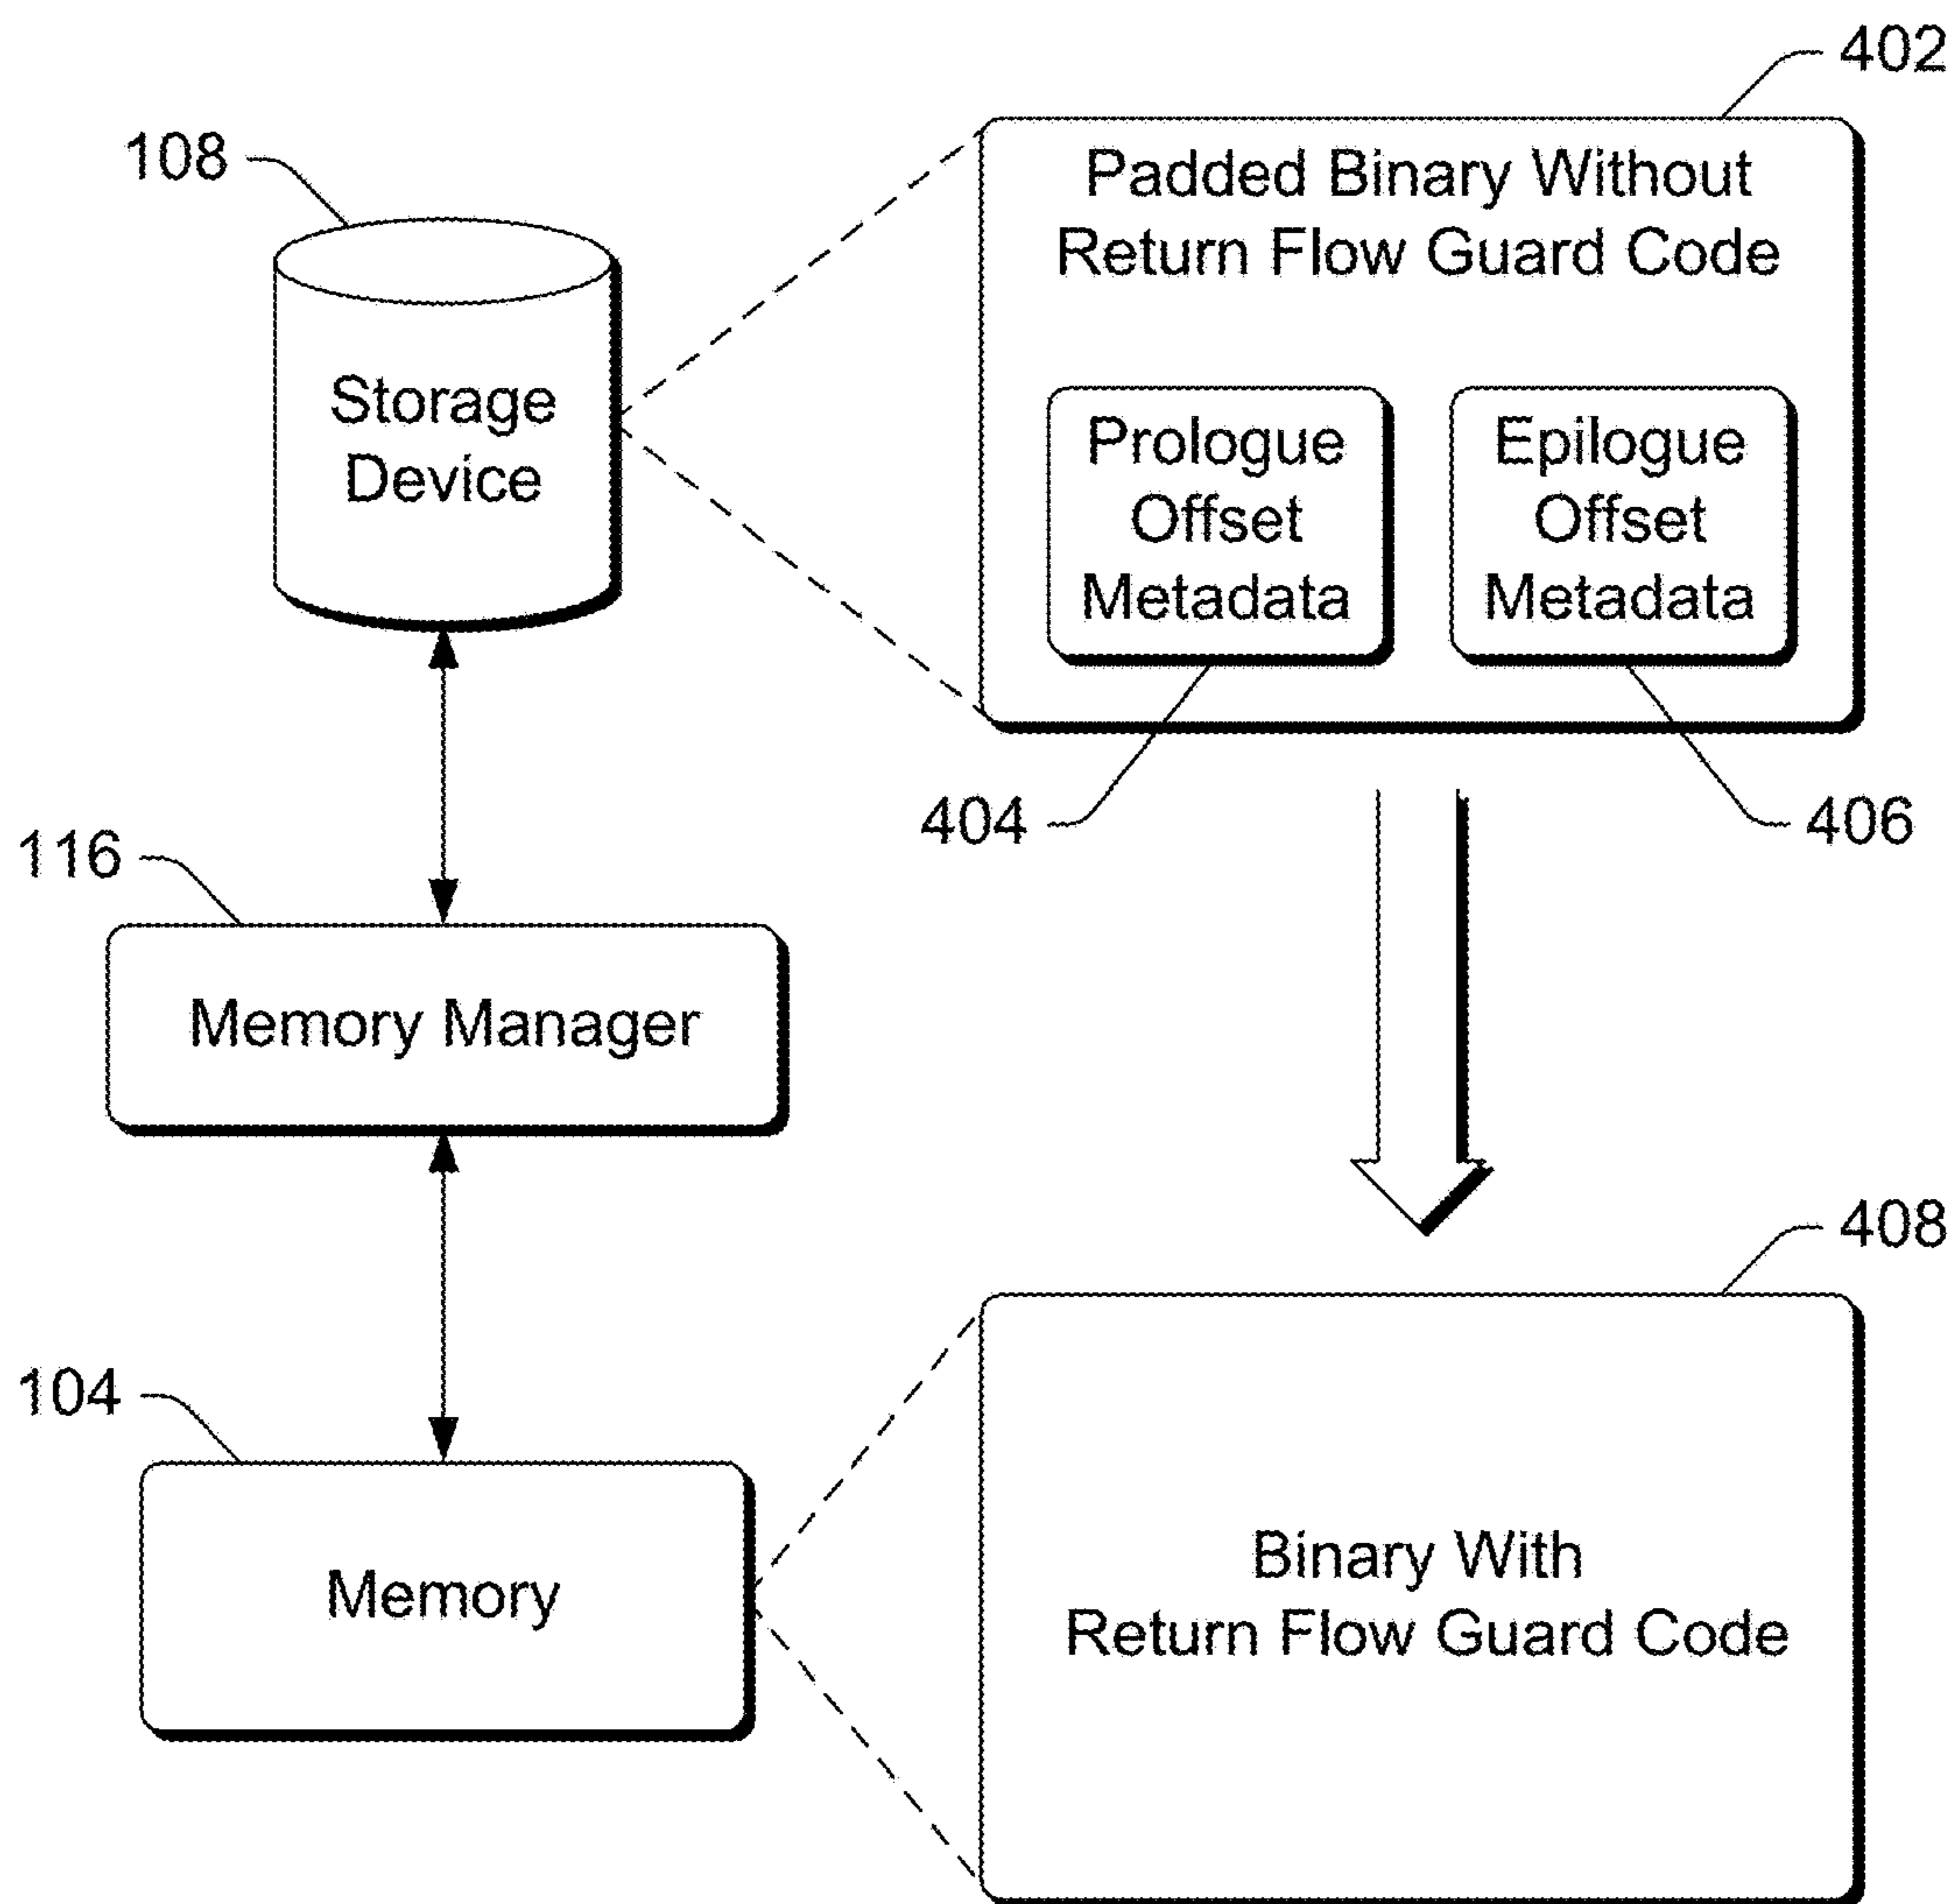 402
108
Padded Binary Without
Return Flow Guard Code
Storage
Device
Prologue
Offset
Metadata
Epilogue
Offset
Metadata
404
406
116
Memory Manager
408
104
Memory
Binary With
Return Flow Guard Code